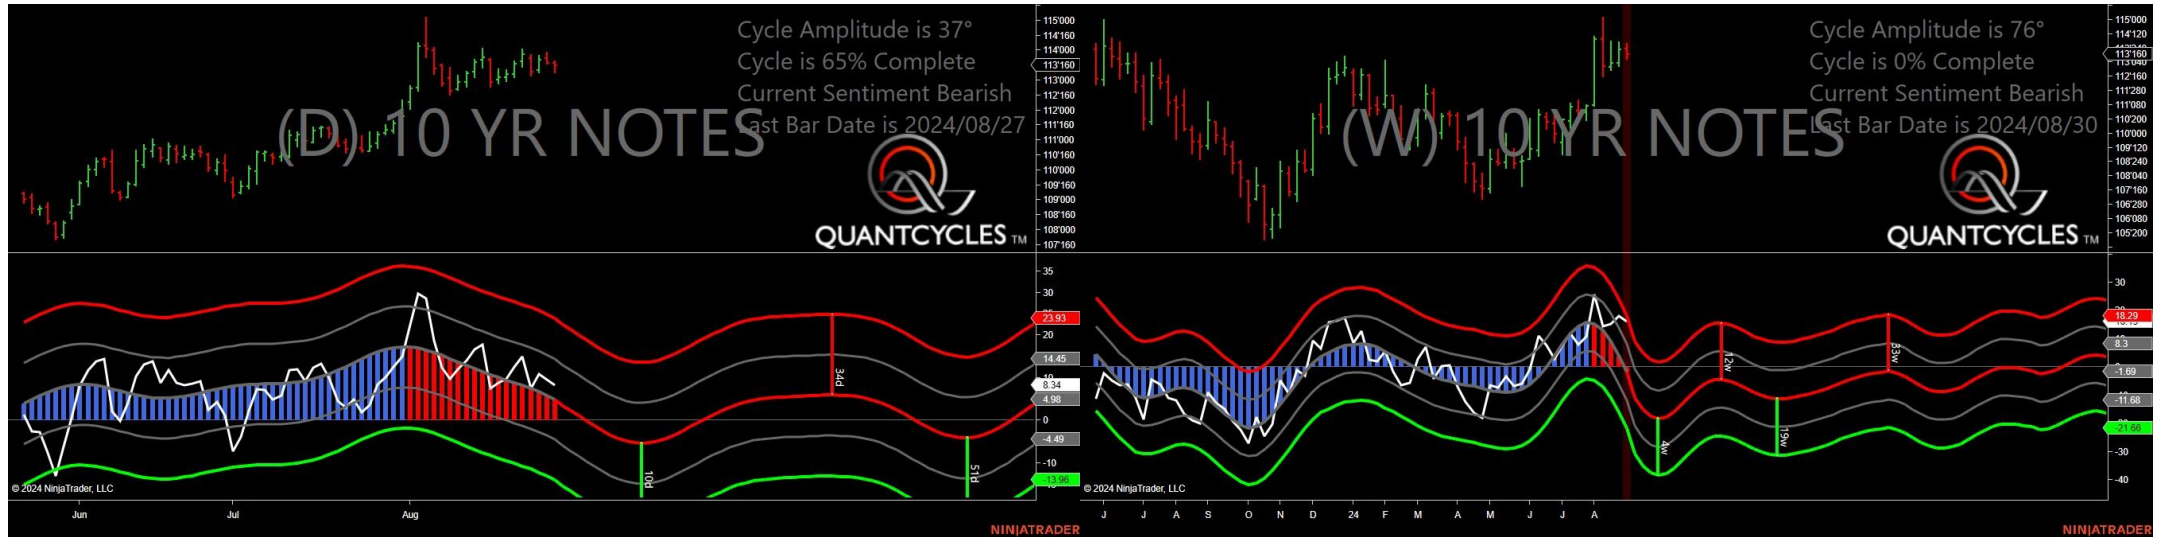 Cycle Amplitude is 37°
Cycle is 65% Complete
Current Sentiment Bearish
Last Bar Date is 2024/08/27
(D) 10 YR NOTES
QUANTCYCLES TM
115'000
114'160
114'000
113'160
113'000
112'160
112'000
111'160
111'000
110'160
110'000
109'160
109'000
108'160
108'000
107'160
35
30
23.93
20
14.45
10
8.34
4.98
0
-4.49
-10
-13.96
10d
34d
51d
© 2024 NinjaTrader, LLC
Jun
Jul
Aug
NINJATRADER
Cycle Amplitude is 76°
Cycle is 0% Complete
Current Sentiment Bearish
Last Bar Date is 2024/08/30
(W) 10 YR NOTES
QUANTCYCLES TM
115'000
114'120
113'160
113'040
112'160
111'280
111'080
110'200
110'000
109'120
108'240
108'040
107'160
106'280
106'080
105'200
30
18.29
8.3
-1.69
-11.68
-21.66
-30
-40
4w
12w
19w
33w
© 2024 NinjaTrader, LLC
J
J
A
S
O
N
D
24
F
M
A
M
J
J
A
NINJATRADER